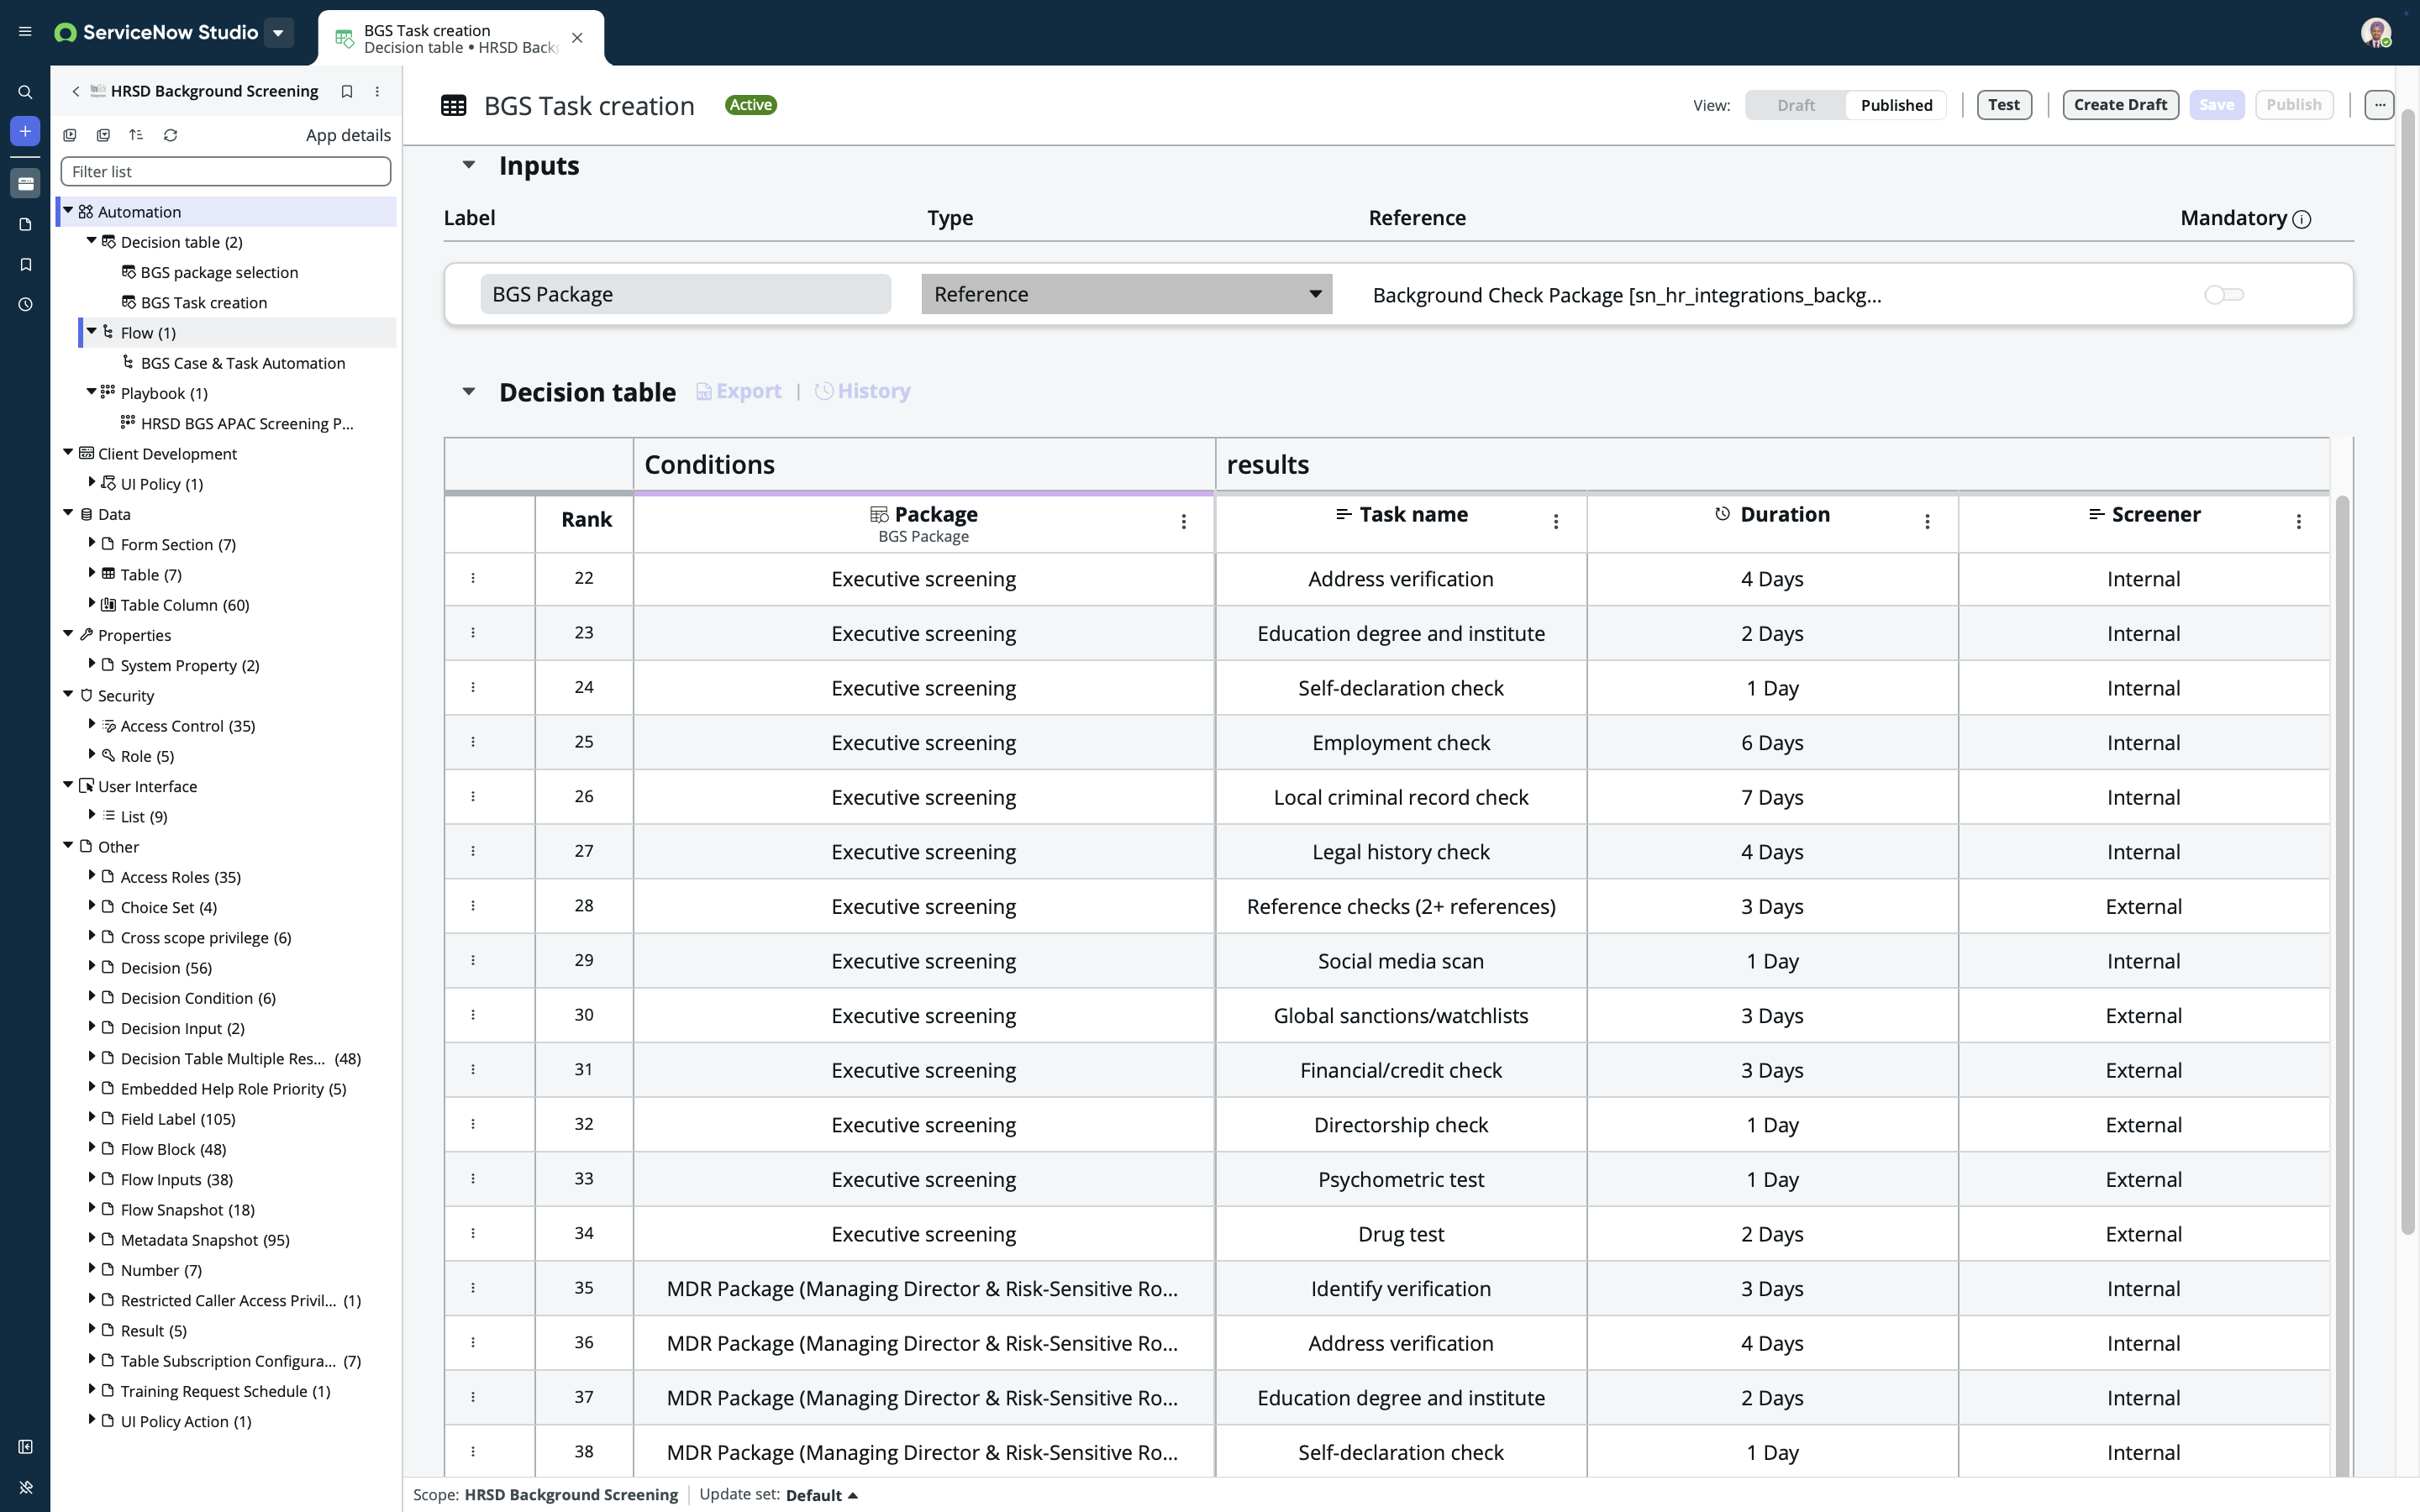 ServiceNow Studio
BGS Task creation
Decision table • HRSD Back
HRSD Background Screening
App details
Filter list
Automation
Decision table (2)
BGS package selection
BGS Task creation
Flow (1)
BGS Case & Task Automation
Playbook (1)
HRSD BGS APAC Screening P...
Client Development
UI Policy (1)
Data
Form Section (7)
Table (7)
Table Column (60)
Properties
System Property (2)
Security
Access Control (35)
Role (5)
User Interface
List (9)
Other
Access Roles (35)
Choice Set (4)
Cross scope privilege (6)
Decision (56)
Decision Condition (6)
Decision Input (2)
Decision Table Multiple Res... (48)
Embedded Help Role Priority (5)
Field Label (105)
Flow Block (48)
Flow Inputs (38)
Flow Snapshot (18)
Metadata Snapshot (95)
Number (7)
Restricted Caller Access Privil... (1)
Result (5)
Table Subscription Configura... (7)
Training Request Schedule (1)
UI Policy Action (1)
BGS Task creation Active View: Draft Published Test Create Draft Save Publish ...
Inputs
Label Type Reference Mandatory
BGS Package Reference Background Check Package [sn_hr_integrations_backg...
Decision table Export | History
Conditions results
Rank Package Task name Duration Screener
BGS Package
22 Executive screening Address verification 4 Days Internal
23 Executive screening Education degree and institute 2 Days Internal
24 Executive screening Self-declaration check 1 Day Internal
25 Executive screening Employment check 6 Days Internal
26 Executive screening Local criminal record check 7 Days Internal
27 Executive screening Legal history check 4 Days Internal
28 Executive screening Reference checks (2+ references) 3 Days External
29 Executive screening Social media scan 1 Day Internal
30 Executive screening Global sanctions/watchlists 3 Days External
31 Executive screening Financial/credit check 3 Days External
32 Executive screening Directorship check 1 Day External
33 Executive screening Psychometric test 1 Day External
34 Executive screening Drug test 2 Days External
35 MDR Package (Managing Director & Risk-Sensitive Ro... Identify verification 3 Days Internal
36 MDR Package (Managing Director & Risk-Sensitive Ro... Address verification 4 Days Internal
37 MDR Package (Managing Director & Risk-Sensitive Ro... Education degree and institute 2 Days Internal
38 MDR Package (Managing Director & Risk-Sensitive Ro... Self-declaration check 1 Day Internal
Scope: HRSD Background Screening | Update set: Default